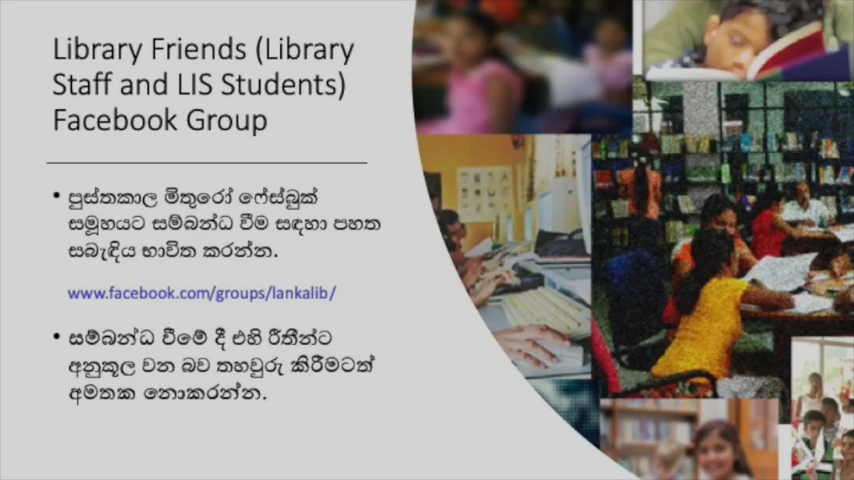 Library Friends (Library
Staff and LIS Students)
Facebook Group
• පුස්තකාල මිතුරෝ ෆේස්බුක්
සමූහයට සම්බන්ධ වීම සඳහා පහත
සබැඳිය භාවිත කරන්න.
www.facebook.com/groups/lankalib/
• සම්බන්ධ වීමේ දී එහි රීතීන්ට
අනුකූල වන බව තහවුරු කිරීමටත්
අමතක නොකරන්න.